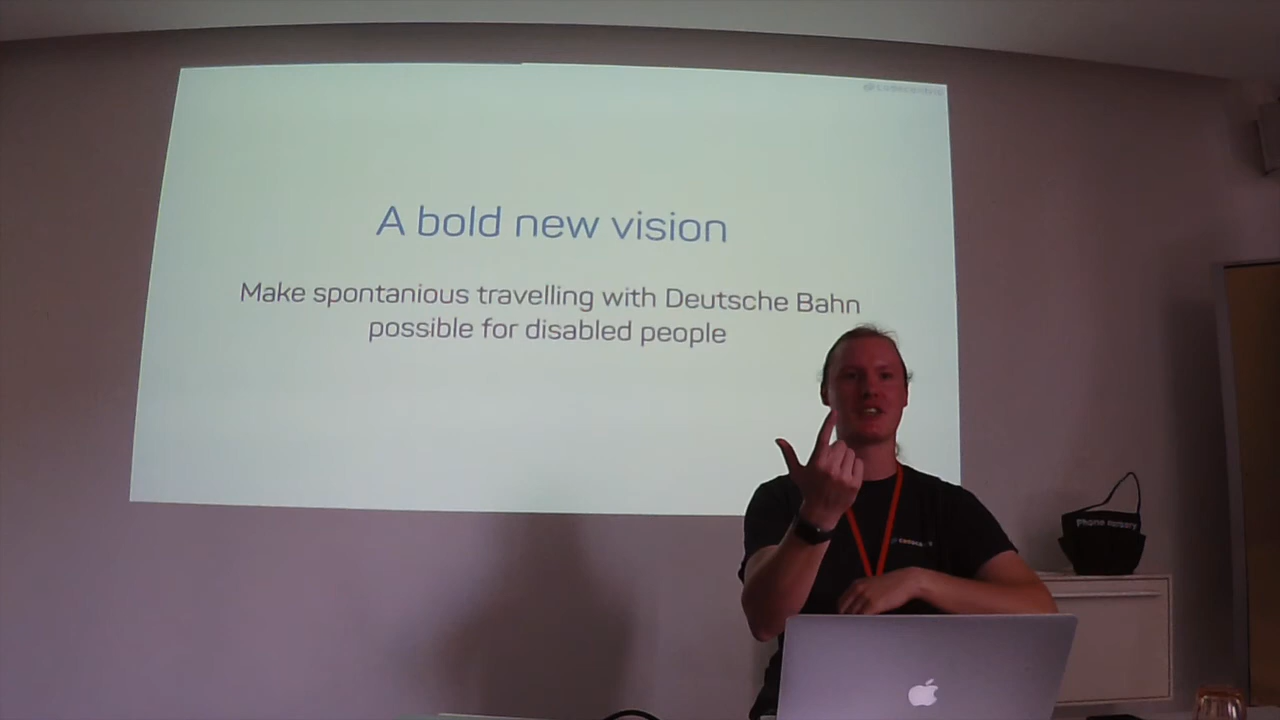 A bold new vision
Make spontanious travelling with Deutsche Bahn
possible for disabled people